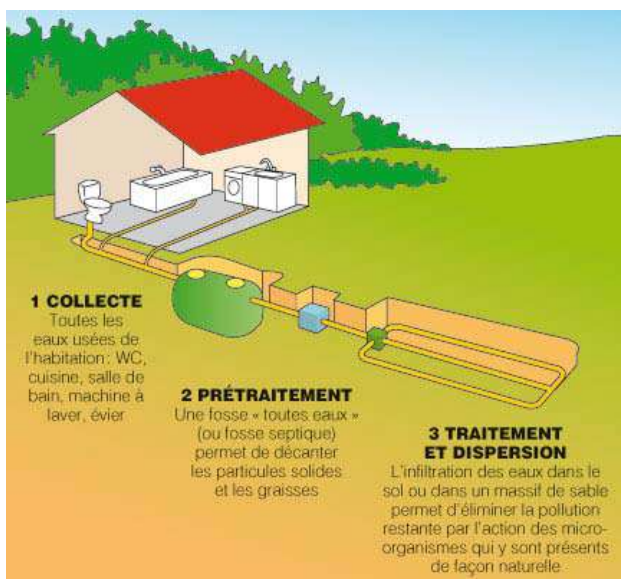 1 COLLECTE
Toutes les
eaux usées de
l'habitation : WC,
cuisine, salle de
bain, machine à
laver, évier
2 PRÉTRAITEMENT
Une fosse « toutes eaux »
(ou fosse septique)
permet de décanter
les particules solides
et les graisses
3 TRAITEMENT
ET DISPERSION
L'infiltration des eaux dans le
sol ou dans un massif de sable
permet d'éliminer la pollution
restante par l'action des micro-
organismes qui y sont présents
de façon naturelle